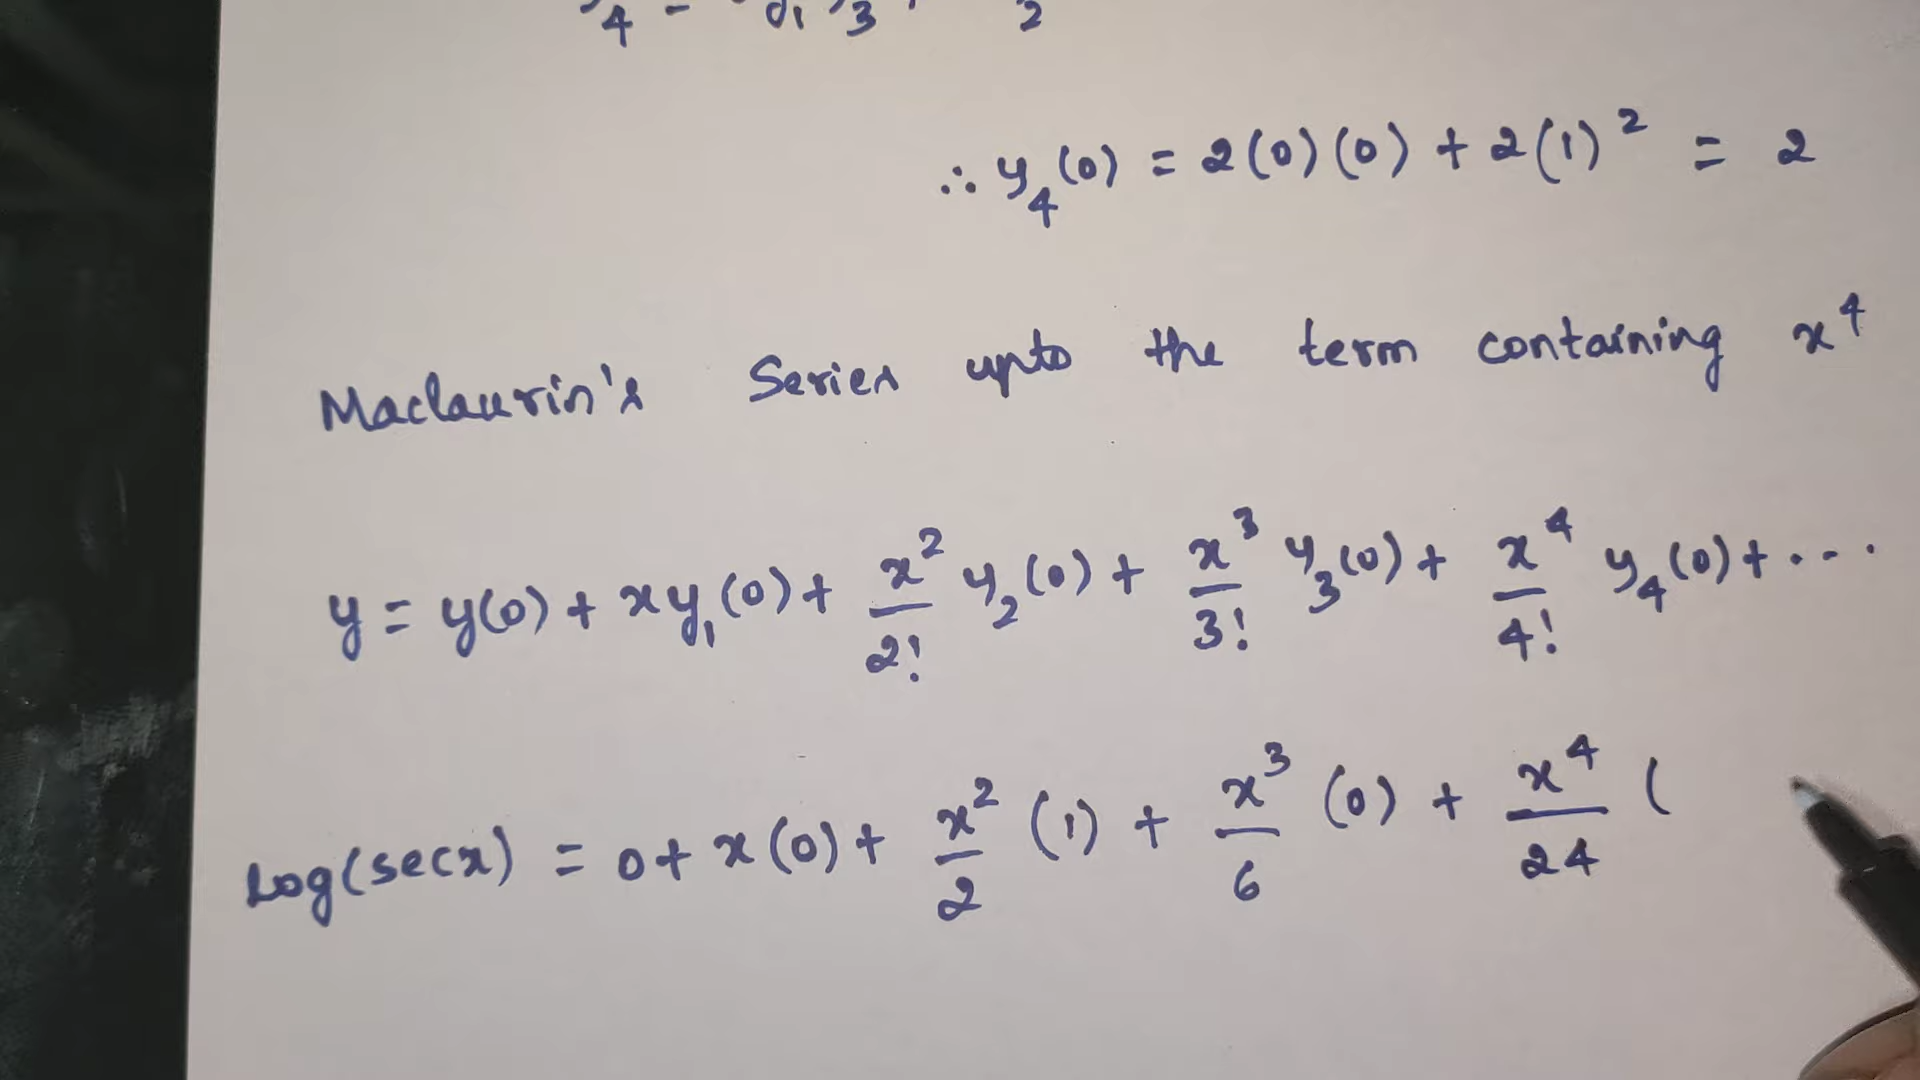 ∴ y₄(0) = 2(0)(0) + 2(1)² = 2
Maclaurin's Series upto the term containing x⁴
y = y(0) + xy₁(0) + x²/2! y₂(0) + x³/3! y₃(0) + x⁴/4! y₄(0) + ....
Log(secx) = 0 + x(0) + x²/2 (1) + x³/6 (0) + x⁴/24 (